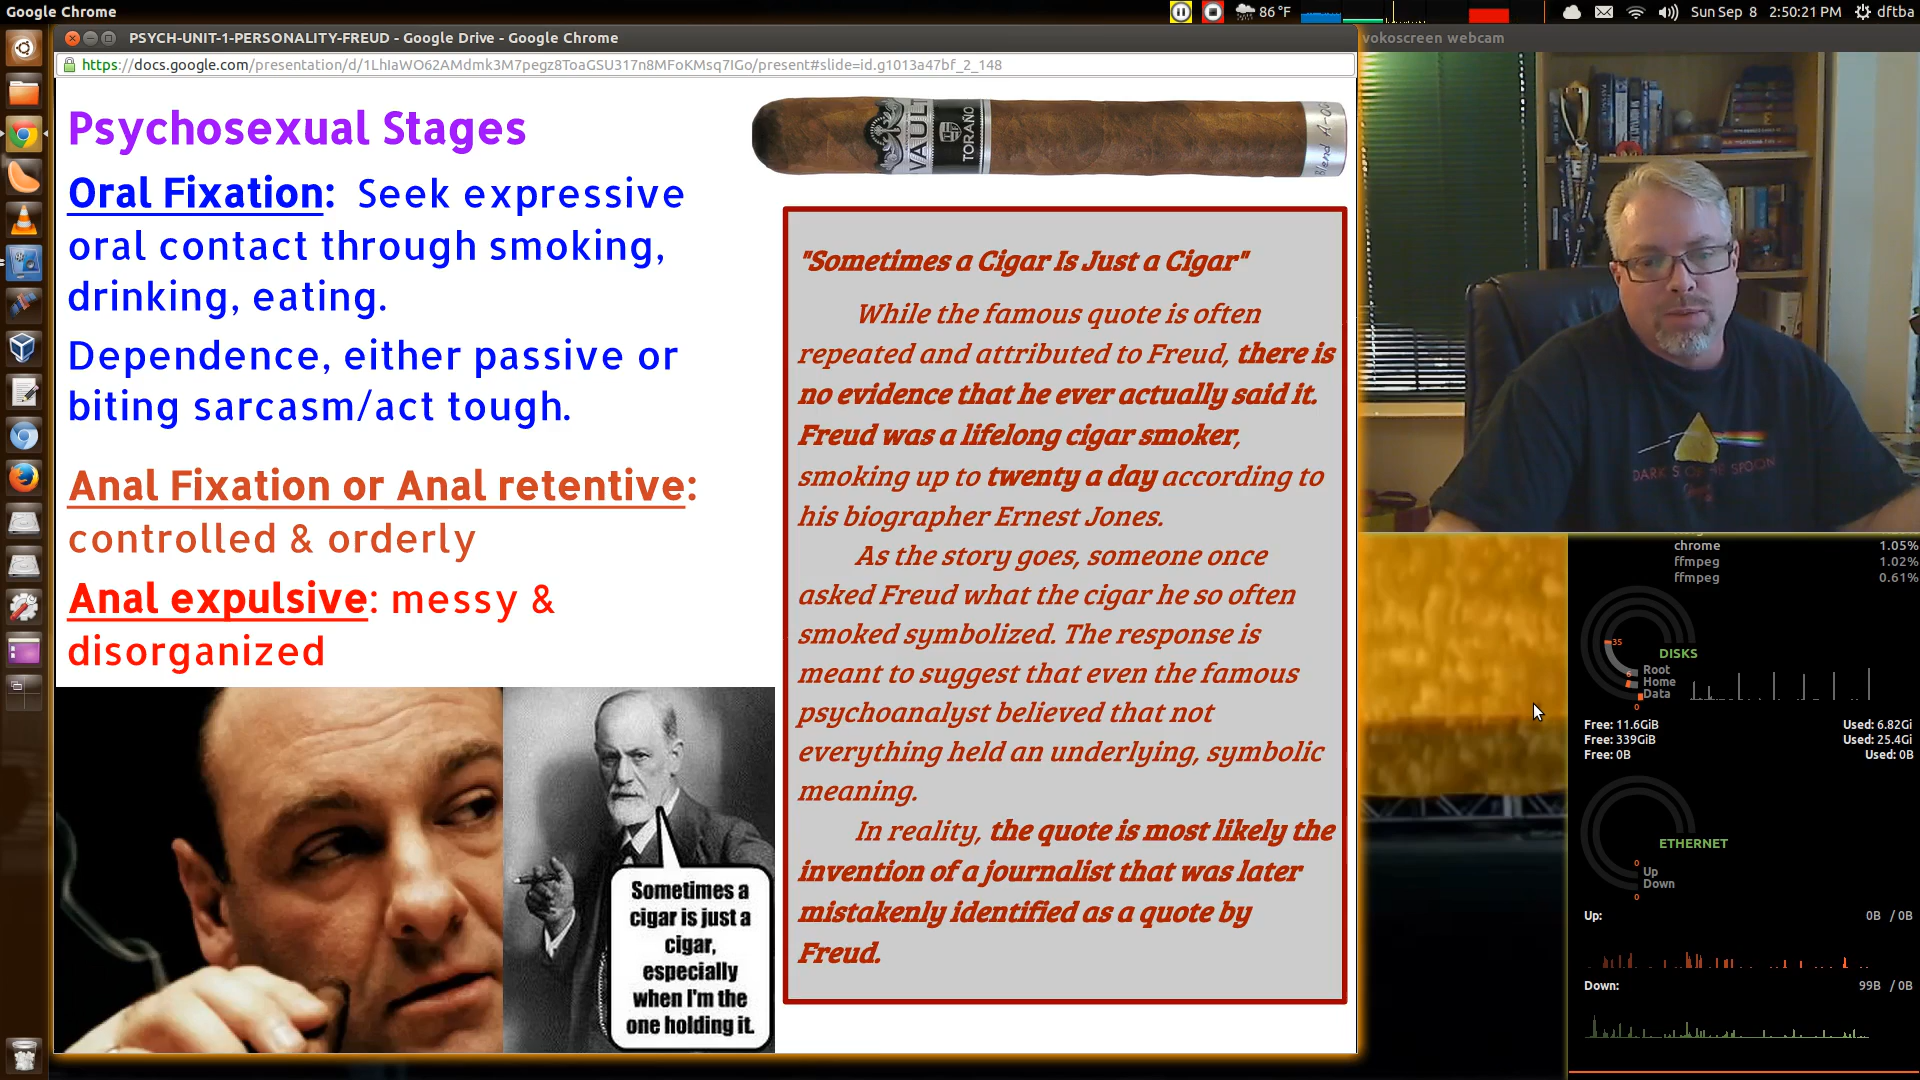 Google Chrome
86 °F
Sun Sep 8 2:50:21 PM
dftba
PSYCH-UNIT-1-PERSONALITY-FREUD - Google Drive - Google Chrome
vokoscreen webcam
https://docs.google.com/presentation/d/1LhIaWO62AMdmk3M7pegz8ToaGSU317n8MFoKMsq7IGo/present#slide=id.g1013a47bf_2_148
Psychosexual Stages
Oral Fixation: Seek expressive
oral contact through smoking,
drinking, eating.
Dependence, either passive or
biting sarcasm/act tough.
Anal Fixation or Anal retentive:
controlled & orderly
Anal expulsive: messy &
disorganized
VAULT
TORAÑO
Blend A-
"Sometimes a Cigar Is Just a Cigar"
While the famous quote is often
repeated and attributed to Freud, there is
no evidence that he ever actually said it.
Freud was a lifelong cigar smoker,
smoking up to twenty a day according to
his biographer Ernest Jones.
As the story goes, someone once
asked Freud what the cigar he so often
smoked symbolized. The response is
meant to suggest that even the famous
psychoanalyst believed that not
everything held an underlying, symbolic
meaning.
In reality, the quote is most likely the
invention of a journalist that was later
mistakenly identified as a quote by
Freud.
Sometimes a
cigar is just a
cigar,
especially
when I'm the
one holding it.
DARK S OF HE SPOON
chrome 1.05%
ffmpeg 1.02%
ffmpeg 0.61%
35
DISKS
6 Root
Home
Data
0
Free: 11.6GiB Used: 6.82Gi
Free: 339GiB Used: 25.4Gi
Free: 0B Used: 0B
ETHERNET
0
Up
Down
0
Up: 0B / 0B
Down: 99B / 0B